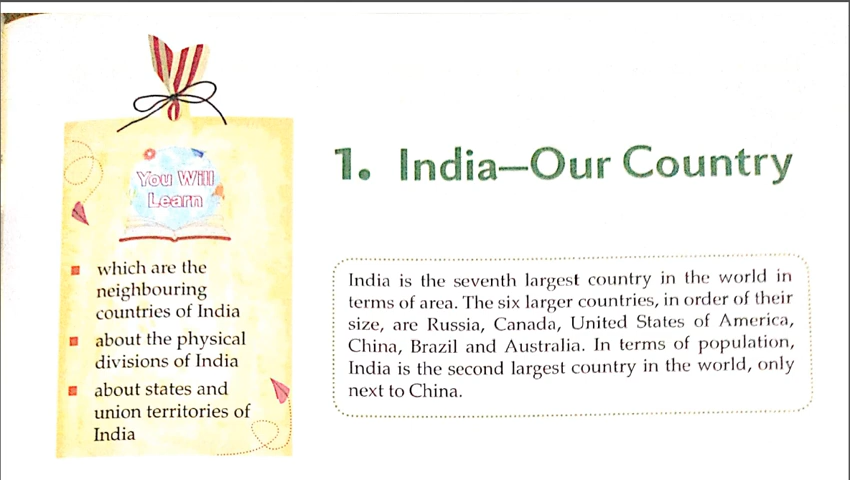 You Will
Learn
which are the
neighbouring
countries of India
about the physical
divisions of India
about states and
union territories of
India
1. India—Our Country
India is the seventh largest country in the world in
terms of area. The six larger countries, in order of their
size, are Russia, Canada, United States of America,
China, Brazil and Australia. In terms of population,
India is the second largest country in the world, only
next to China.